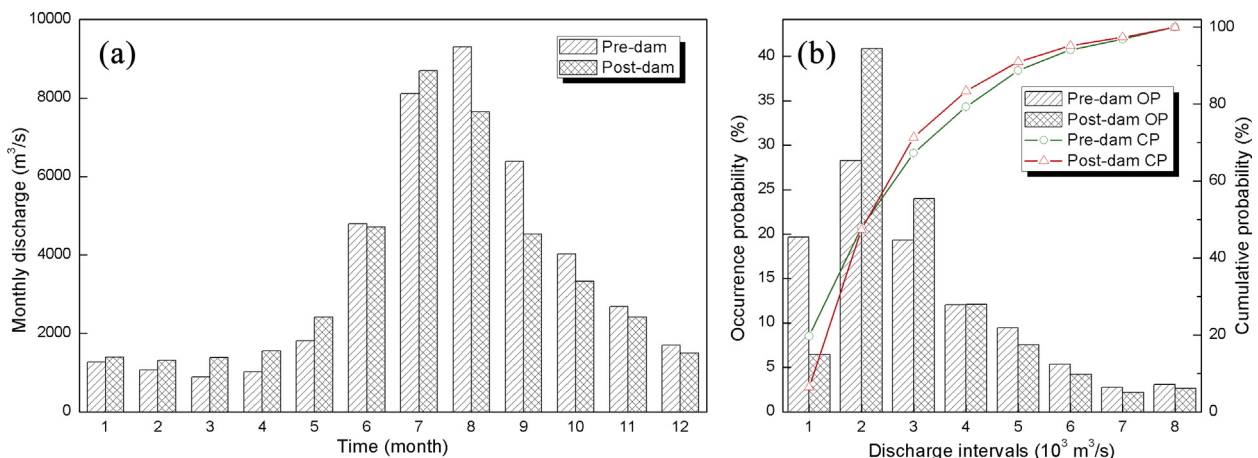 (a)
Pre-dam
Post-dam
Monthly discharge (m³/s)
10000
8000
6000
4000
2000
0
1 2 3 4 5 6 7 8 9 10 11 12
Time (month)
(b)
Pre-dam OP
Post-dam OP
Pre-dam CP
Post-dam CP
Occurrence probability (%)
40
35
30
25
20
15
10
5
0
Cumulative probability (%)
100
80
60
40
20
0
1 2 3 4 5 6 7 8
Discharge intervals (10³ m³/s)